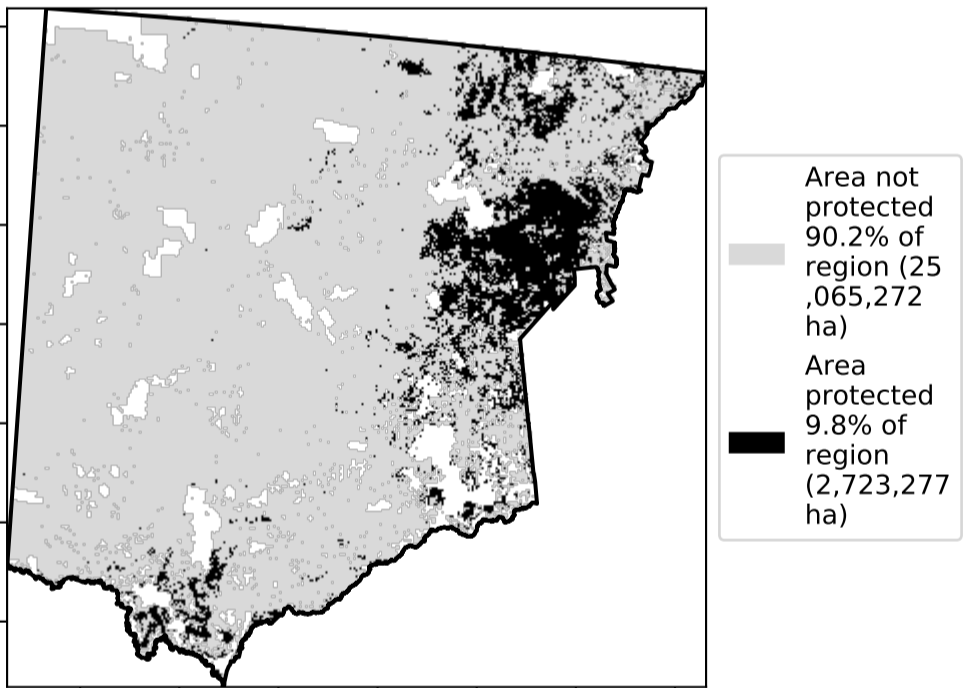 Area not
protected
90.2% of
region (25
,065,272
ha)
Area
protected
9.8% of
region
(2,723,277
ha)